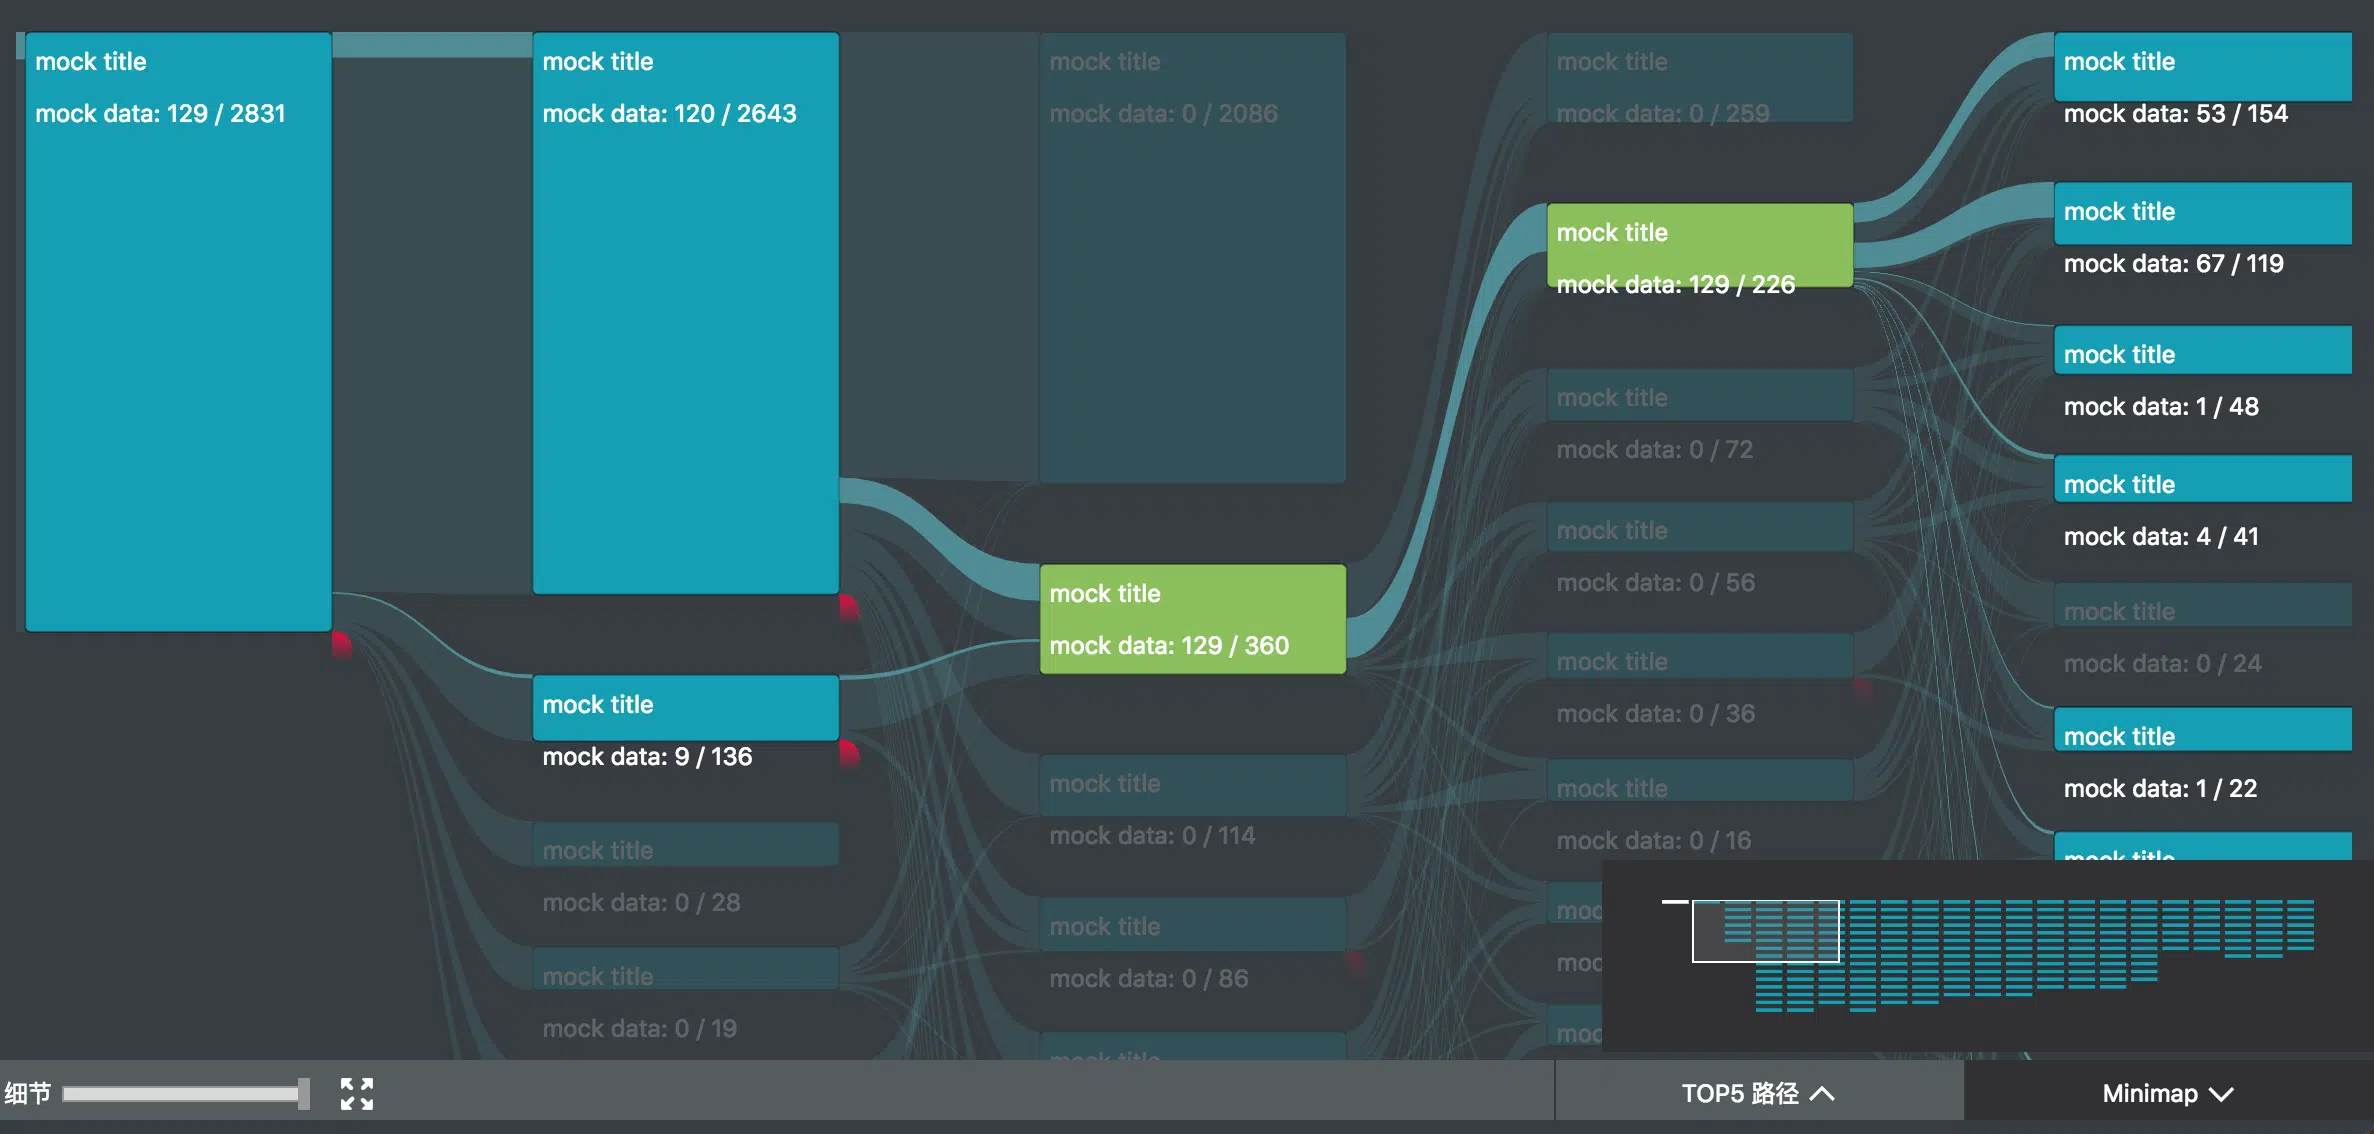 mock title
mock data: 129 / 2831
mock title
mock data: 120 / 2643
mock title
mock data: 9 / 136
mock title
mock data: 0 / 28
mock title
mock data: 0 / 19
mock title
mock data: 0 / 2086
mock title
mock data: 129 / 360
mock title
mock data: 0 / 114
mock title
mock data: 0 / 86
mock title
mock title
mock data: 0 / 259
mock title
mock data: 129 / 226
mock title
mock data: 0 / 72
mock title
mock data: 0 / 56
mock title
mock data: 0 / 36
mock title
mock data: 0 / 16
moc
moc
moc
mock title
mock data: 53 / 154
mock title
mock data: 67 / 119
mock title
mock data: 1 / 48
mock title
mock data: 4 / 41
mock title
mock data: 0 / 24
mock title
mock data: 1 / 22
mock title
细节
TOP5 路径
Minimap